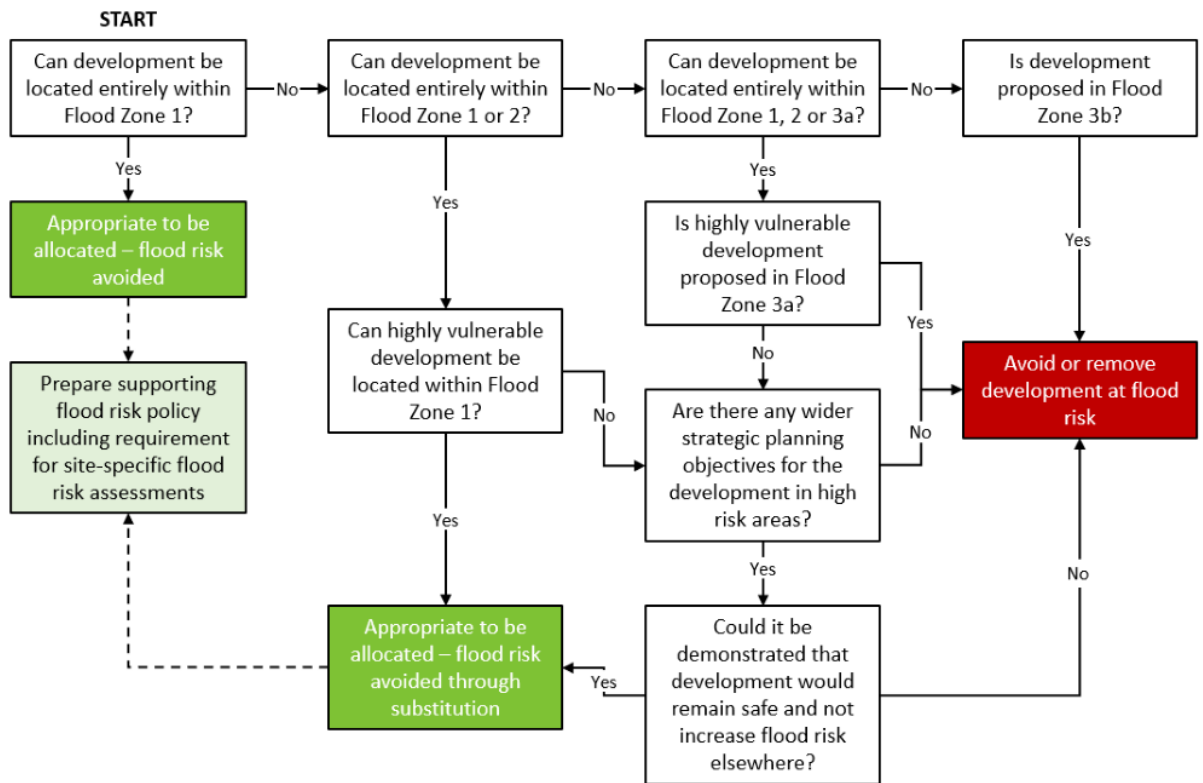 START
Can development be
located entirely within
Flood Zone 1?
No
Can development be
located entirely within
Flood Zone 1 or 2?
No
Can development be
located entirely within
Flood Zone 1, 2 or 3a?
No
Is development
proposed in Flood
Zone 3b?
Yes
Yes
Yes
Yes
Appropriate to be
allocated – flood risk
avoided
Is highly vulnerable
development
proposed in Flood
Zone 3a?
Yes
No
Prepare supporting
flood risk policy
including requirement
for site-specific flood
risk assessments
Can highly vulnerable
development be
located within Flood
Zone 1?
No
Are there any wider
strategic planning
objectives for the
development in high
risk areas?
No
Avoid or remove
development at flood
risk
Yes
Yes
No
Appropriate to be
allocated – flood risk
avoided through
substitution
Yes
Could it be
demonstrated that
development would
remain safe and not
increase flood risk
elsewhere?